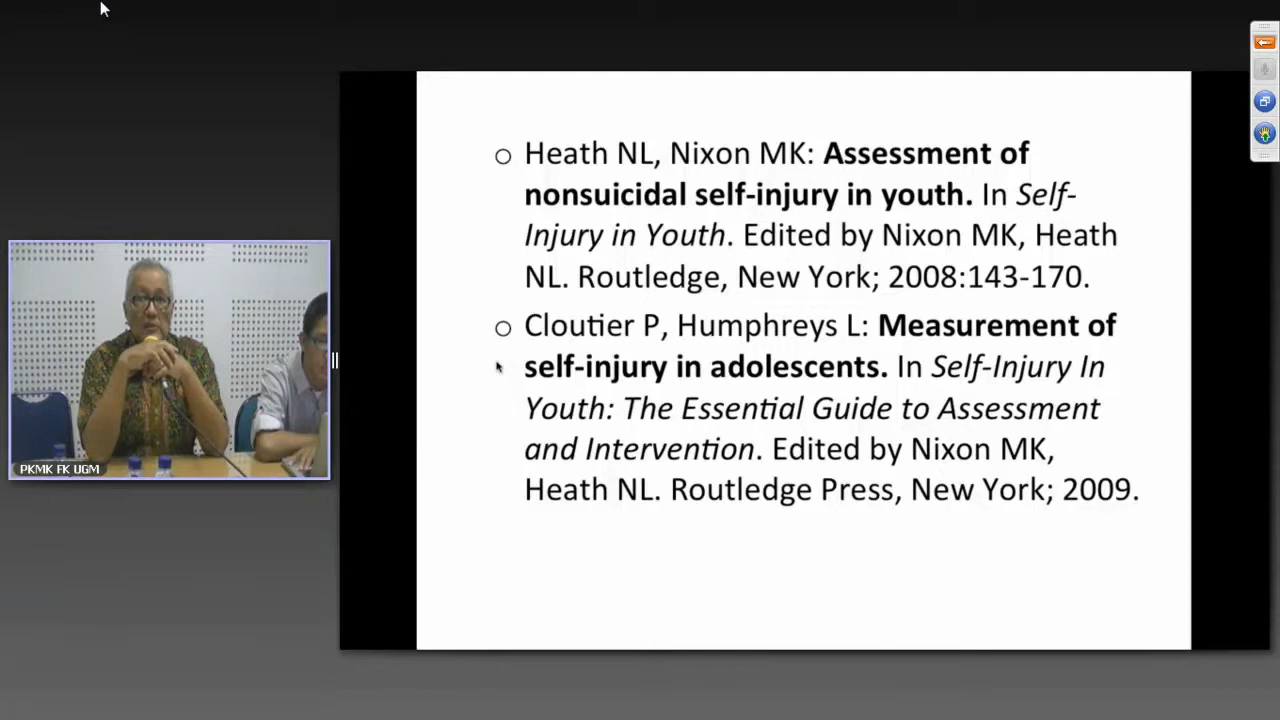 Heath NL, Nixon MK: Assessment of
nonsuicidal self-injury in youth. In Self-
Injury in Youth. Edited by Nixon MK, Heath
NL. Routledge, New York; 2008:143-170.
Cloutier P, Humphreys L: Measurement of
self-injury in adolescents. In Self-Injury In
Youth: The Essential Guide to Assessment
and Intervention. Edited by Nixon MK,
Heath NL. Routledge Press, New York; 2009.
PKMK FK UGM